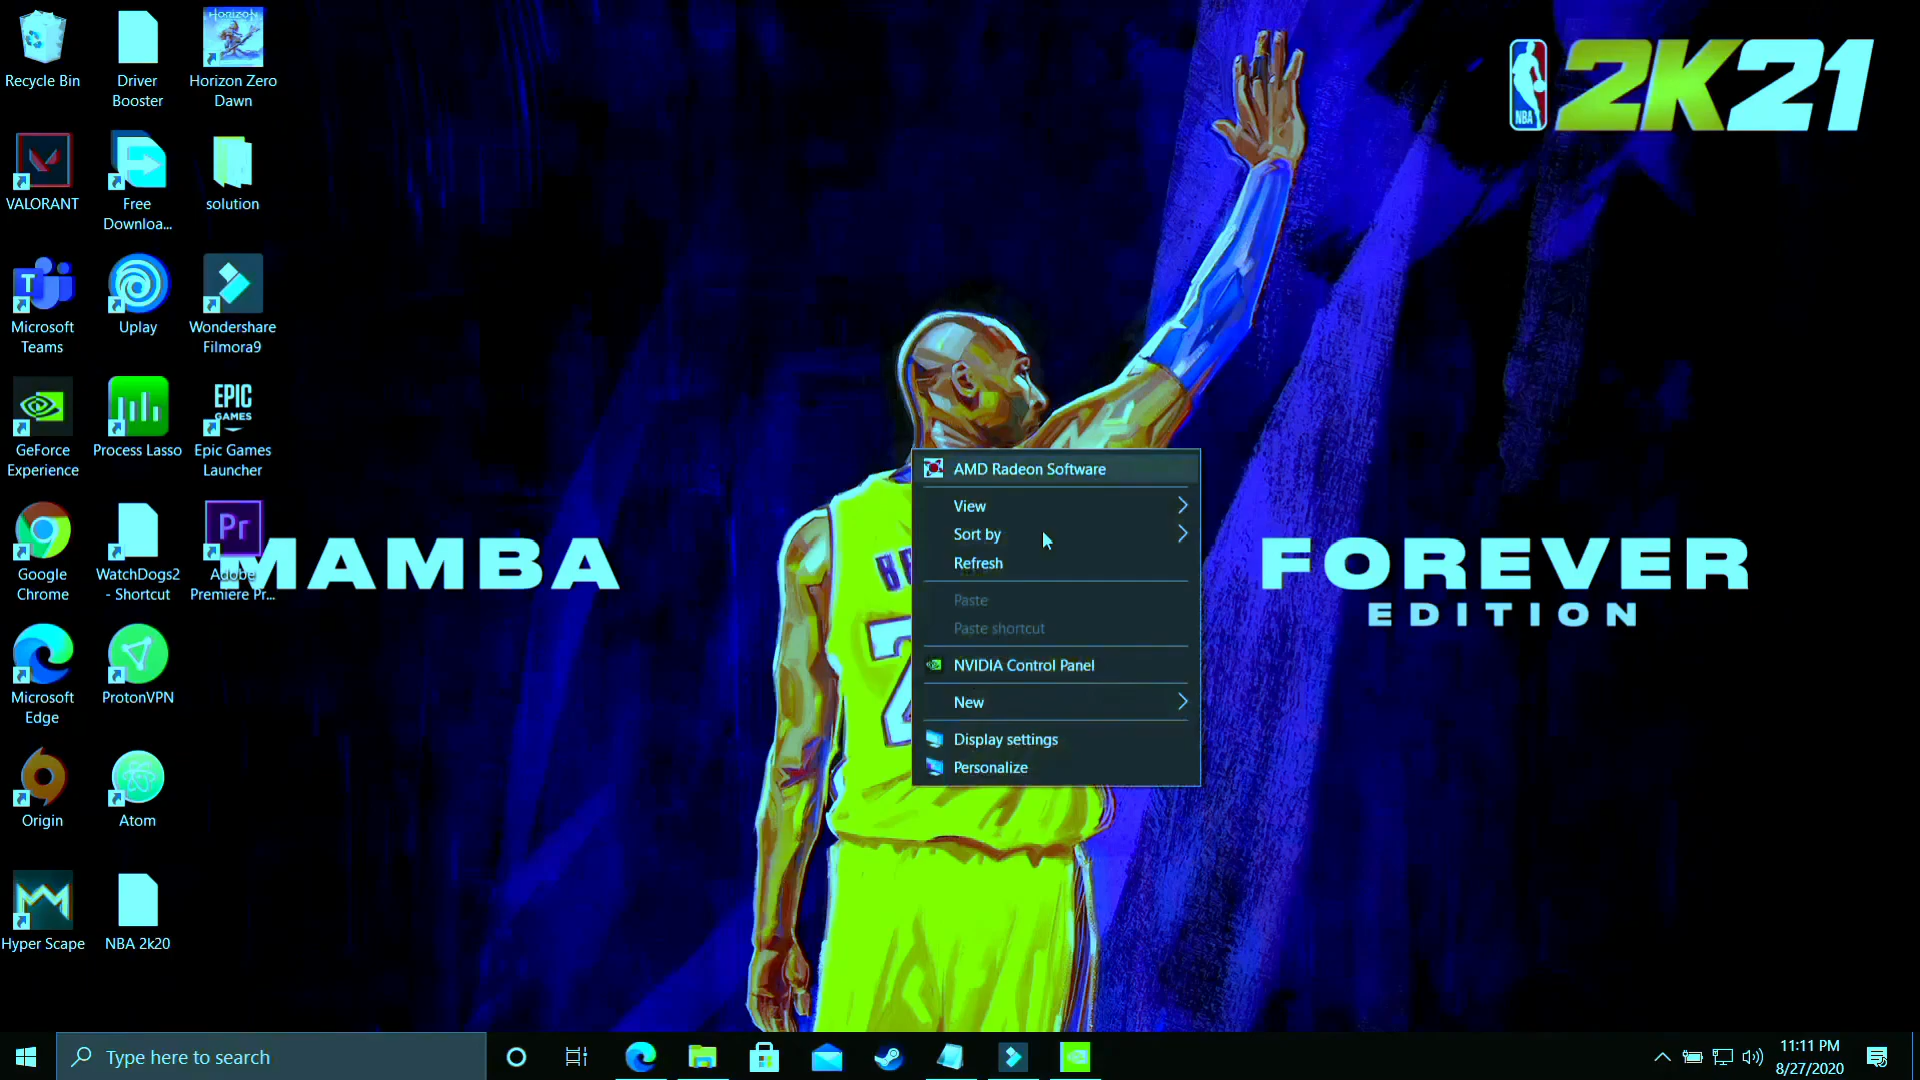 Recycle Bin
Driver
Booster
Horizon Zero
Dawn
HORIZON
VALORANT
Free
Downloa...
solution
T
Microsoft
Teams
Uplay
Wondershare
Filmora9
GeForce
Experience
Process Lasso
EPIC
GAMES
Epic Games
Launcher
Google
Chrome
WatchDogs2
- Shortcut
Pr
Adobe
Premiere Pr...
Microsoft
Edge
ProtonVPN
Origin
Atom
Hyper Scape
NBA 2k20
NBA
2K21
MAMBA
FOREVER
EDITION
AMD Radeon Software
View
Sort by
Refresh
Paste
Paste shortcut
NVIDIA Control Panel
New
Display settings
Personalize
Type here to search
11:11 PM
8/27/2020